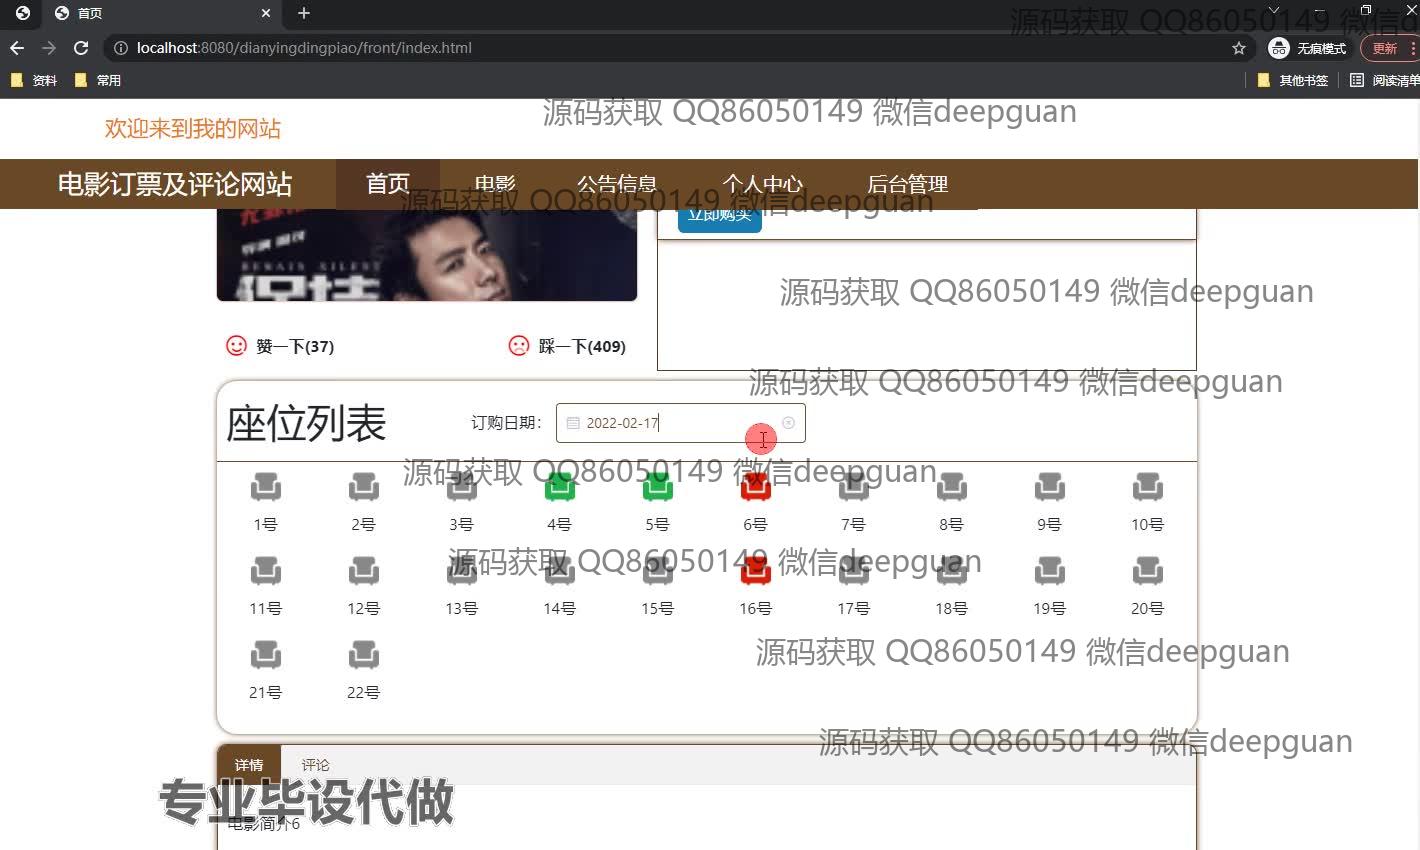 首页
源码获取 QQ86050149 微信d
localhost:8080/dianyingdingpiao/front/index.html
无痕模式
更新
资料
常用
其他书签
阅读清单
源码获取 QQ86050149 微信deepguan
欢迎来到我的网站
电影订票及评论网站
首页
电影
公告信息
个人中心
后台管理
源码获取 QQ86050149 微信deepguan
立即购买
源码获取 QQ86050149 微信deepguan
赞一下(37)
踩一下(409)
源码获取 QQ86050149 微信deepguan
座位列表
订购日期：
2022-02-17
源码获取 QQ86050149 微信deepguan
1号
2号
3号
4号
5号
6号
7号
8号
9号
10号
源码获取 QQ86050149 微信deepguan
11号
12号
13号
14号
15号
16号
17号
18号
19号
20号
源码获取 QQ86050149 微信deepguan
21号
22号
源码获取 QQ86050149 微信deepguan
详情
评论
专业毕设代做
电影简介6